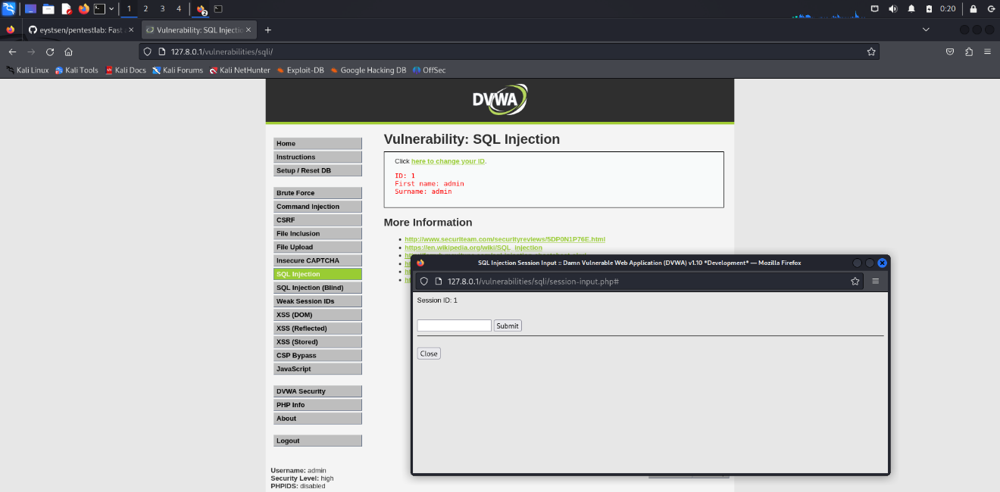 1 2 3 4 2 0:20
eystsen/pentestlab: Fast
Vulnerability: SQL Injectio
127.8.0.1/vulnerabilities/sqli/
Kali Linux Kali Tools Kali Docs Kali Forums Kali NetHunter Exploit-DB Google Hacking DB OffSec
DVWA
Home
Instructions
Setup / Reset DB
Brute Force
Command Injection
CSRF
File Inclusion
File Upload
Insecure CAPTCHA
SQL Injection
SQL Injection (Blind)
Weak Session IDs
XSS (DOM)
XSS (Reflected)
XSS (Stored)
CSP Bypass
JavaScript
DVWA Security
PHP Info
About
Logout
Username: admin
Security Level: high
PHPIDS: disabled
Vulnerability: SQL Injection
Click here to change your ID.
ID: 1
First name: admin
Surname: admin
More Information
http://www.securiteam.com/securityreviews/5DP0N1P76E.html
https://en.wikipedia.org/wiki/SQL_injection
SQL Injection Session Input :: Damn Vulnerable Web Application (DVWA) v1.10 *Development* — Mozilla Firefox
127.8.0.1/vulnerabilities/sqli/session-input.php#
Session ID: 1
Submit
Close